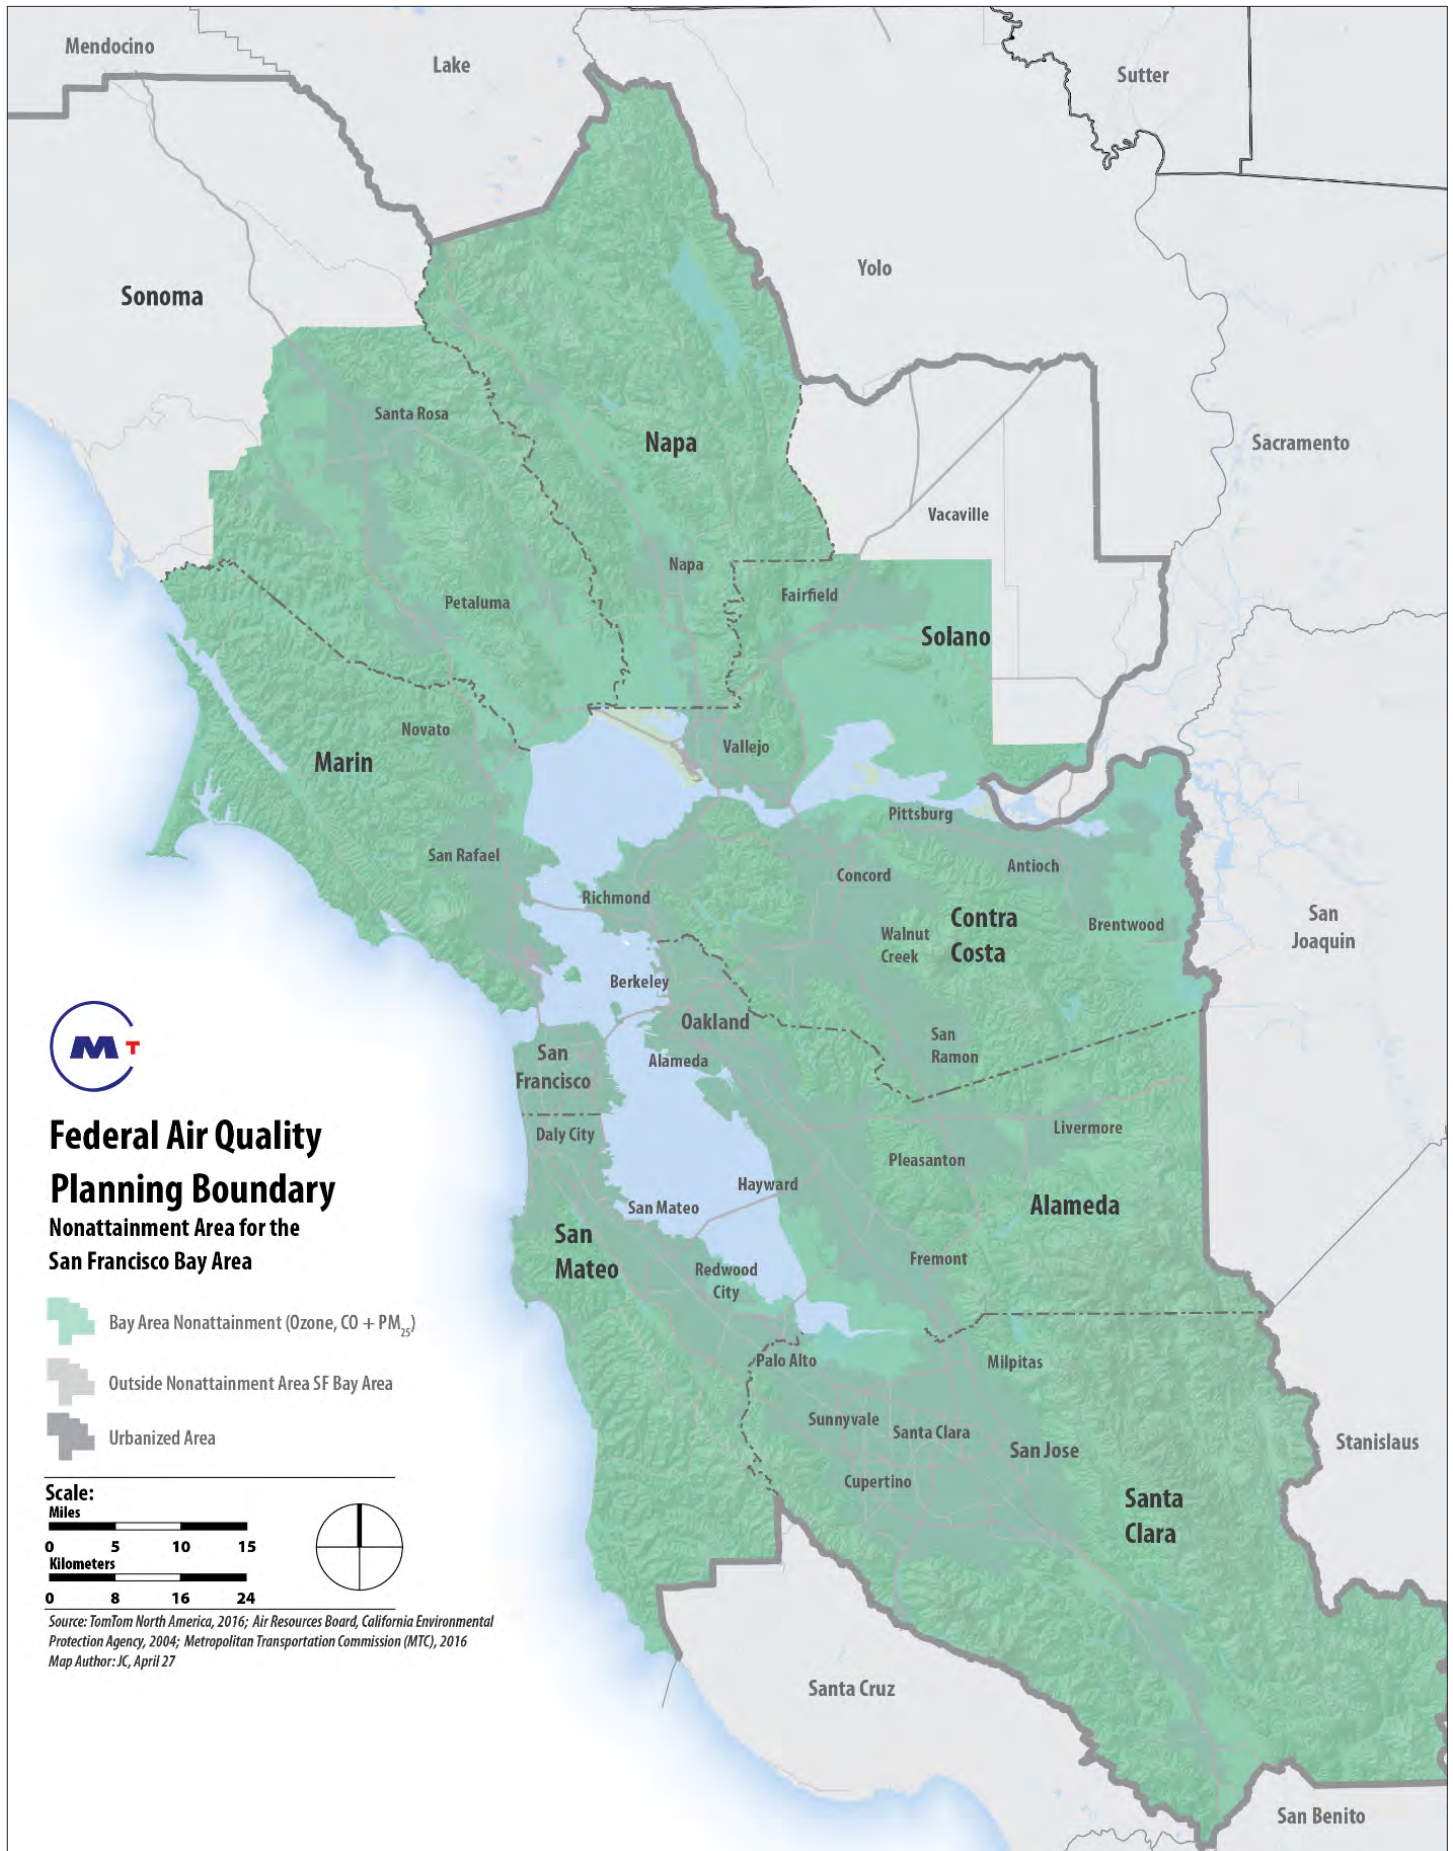 Mendocino
Lake
Sutter
Yolo
Sonoma
Santa Rosa
Napa
Sacramento
Vacaville
Napa
Fairfield
Petaluma
Solano
Novato
Vallejo
Marin
Pittsburg
San Rafael
Antioch
Concord
Richmond
Contra
Costa
Brentwood
San
Joaquin
Walnut
Creek
Berkeley
Oakland
San
Ramon
Alameda
San
Francisco
MT
Federal Air Quality
Planning Boundary
Nonattainment Area for the
San Francisco Bay Area
Daly City
Livermore
Pleasanton
Hayward
Alameda
San Mateo
San
Mateo
Fremont
Redwood
City
Bay Area Nonattainment (Ozone, CO + PM25)
Outside Nonattainment Area SF Bay Area
Urbanized Area
Palo Alto
Milpitas
Sunnyvale
Santa Clara
San Jose
Cupertino
Santa
Clara
Stanislaus
Scale:
Miles
0 5 10 15
Kilometers
0 8 16 24
Source: TomTom North America, 2016; Air Resources Board, California Environmental
Protection Agency, 2004; Metropolitan Transportation Commission (MTC), 2016
Map Author: JC, April 27
Santa Cruz
San Benito